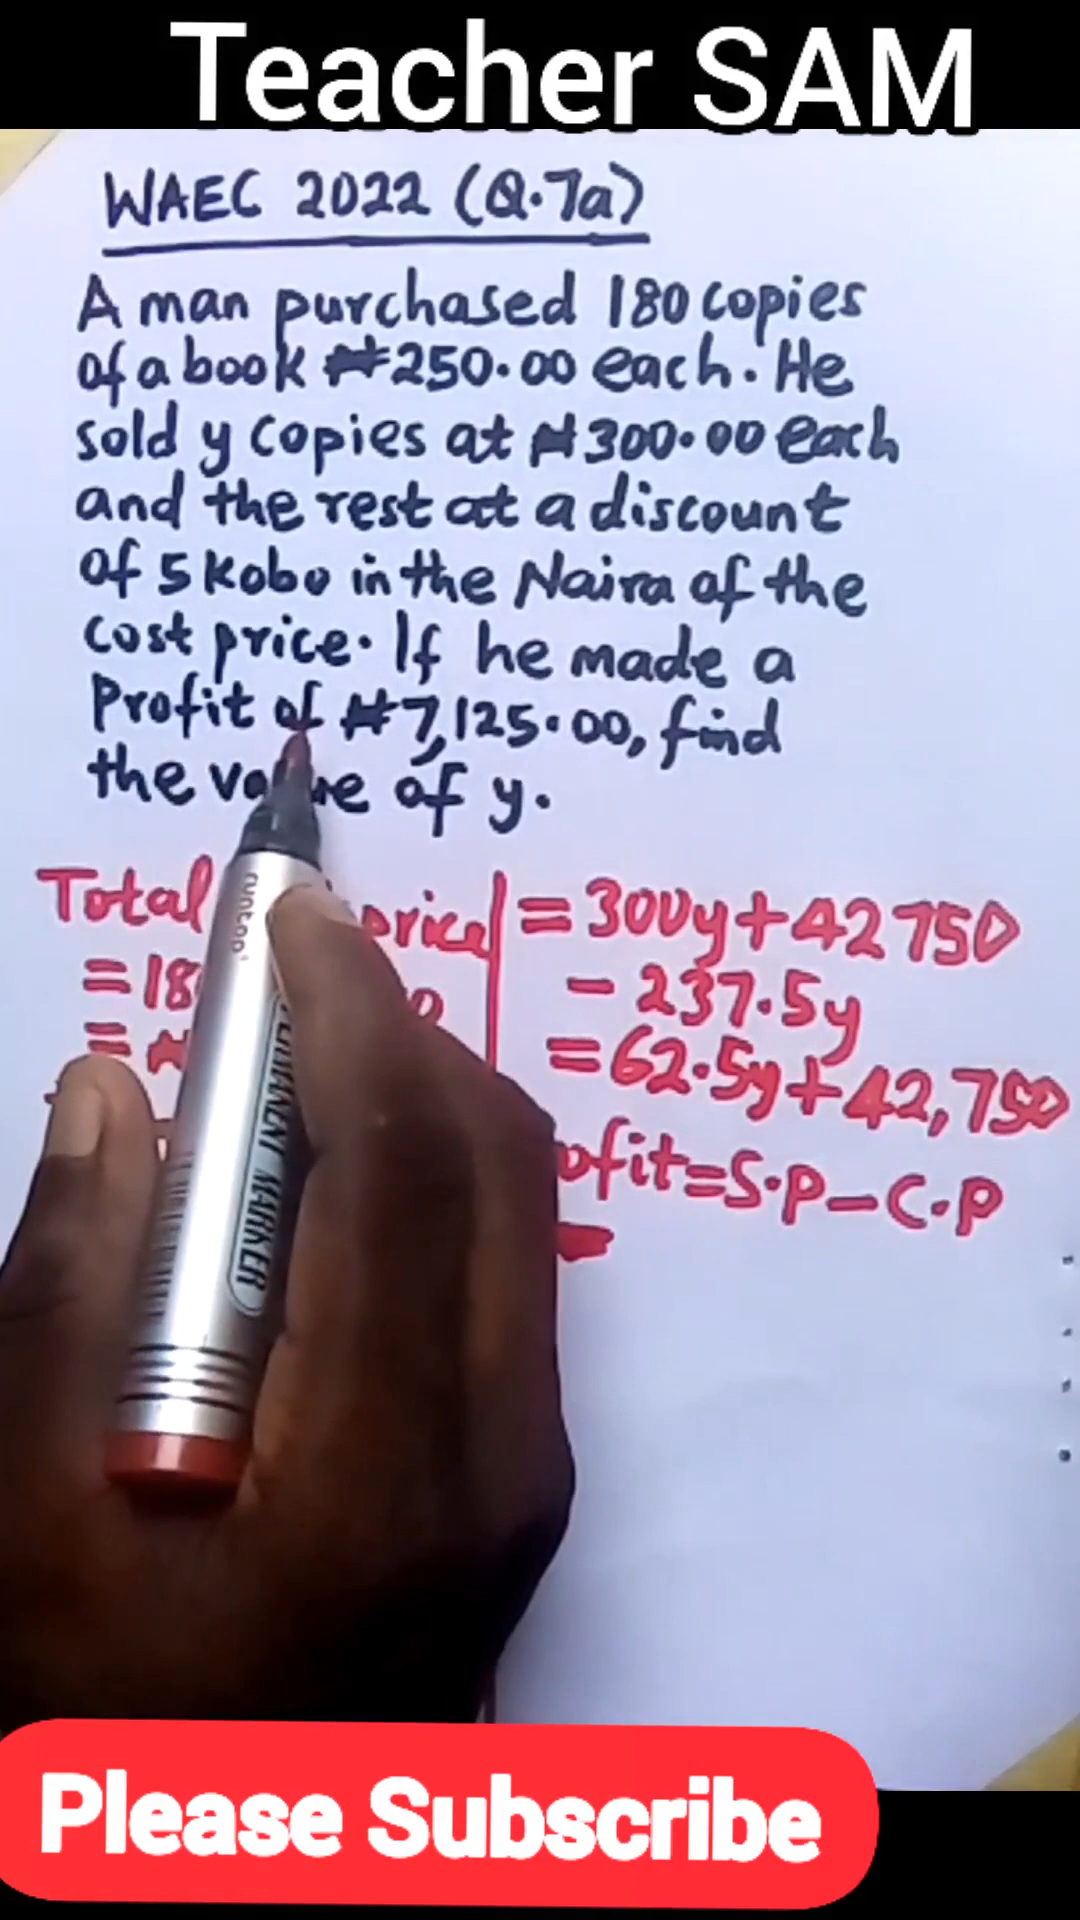 Teacher SAM
WAEC 2022 (Q.7a)
A man purchased 180 copies
of a book ₦250.00 each. He
sold y copies at ₦300.00 each
and the rest at a discount
of 5 kobo in the Naira of the
cost price. If he made a
Profit of ₦7,125.00, find
the of y.
Total price
= 18
=
= 300y + 42750
- 237.5y
= 62.5y + 42,750
ofit = S.P - C.P
PERMANENT MARKER
Please Subscribe